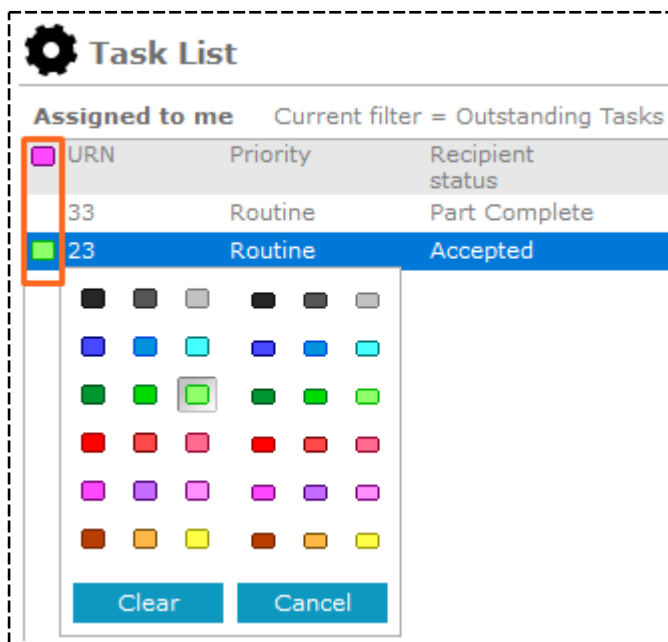 Task List
Assigned to me Current filter = Outstanding Tasks
URN Priority Recipient
status
33 Routine Part Complete
23 Routine Accepted
Clear Cancel